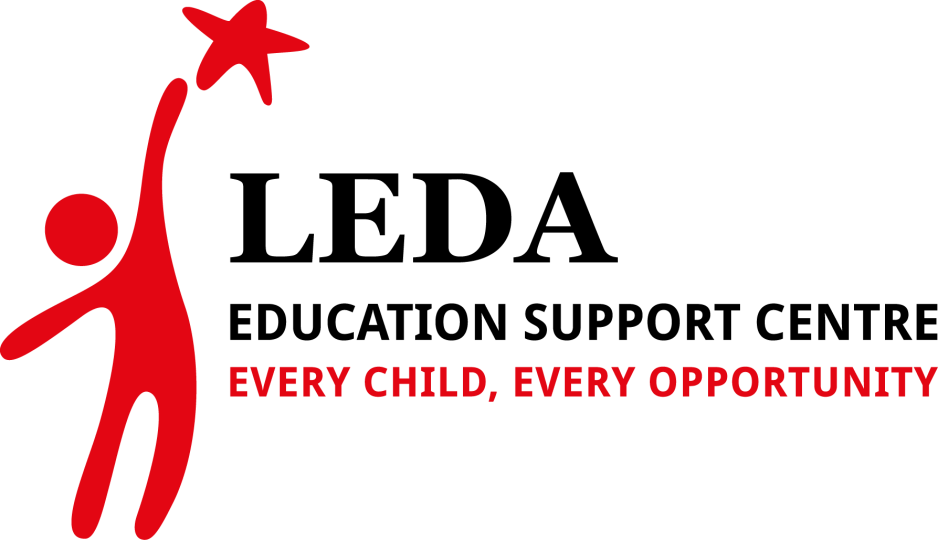 LEDA
EDUCATION SUPPORT CENTRE
EVERY CHILD, EVERY OPPORTUNITY